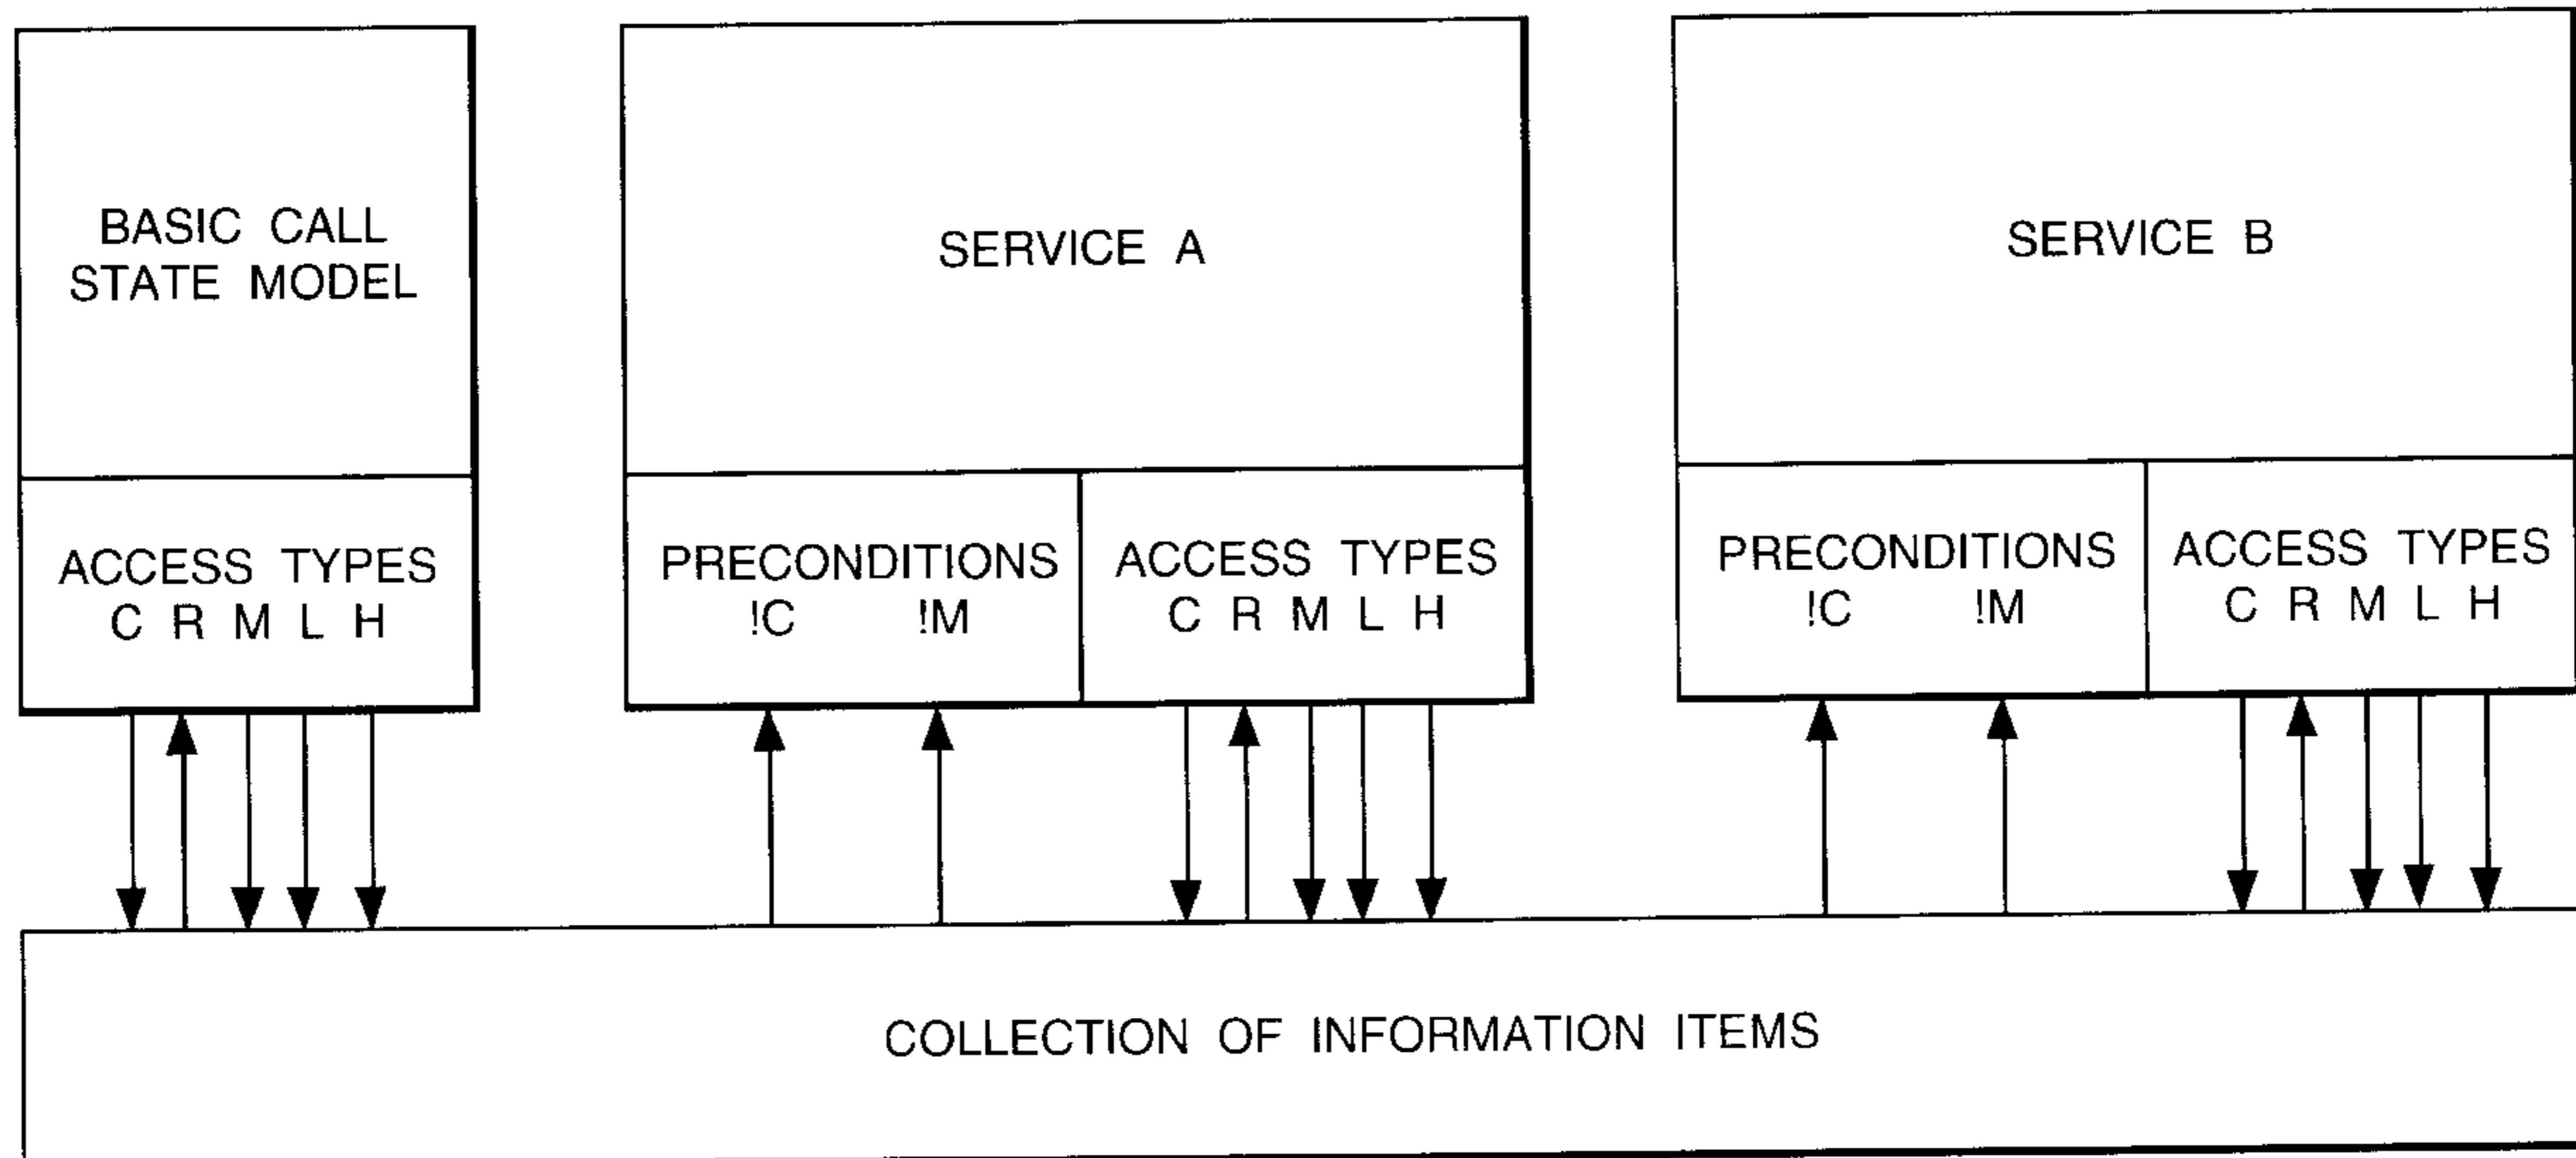 BASIC CALL
STATE MODEL
ACCESS TYPES
C R M L H
SERVICE A
PRECONDITIONS
!C !M
ACCESS TYPES
C R M L H
SERVICE B
PRECONDITIONS
!C !M
ACCESS TYPES
C R M L H
COLLECTION OF INFORMATION ITEMS